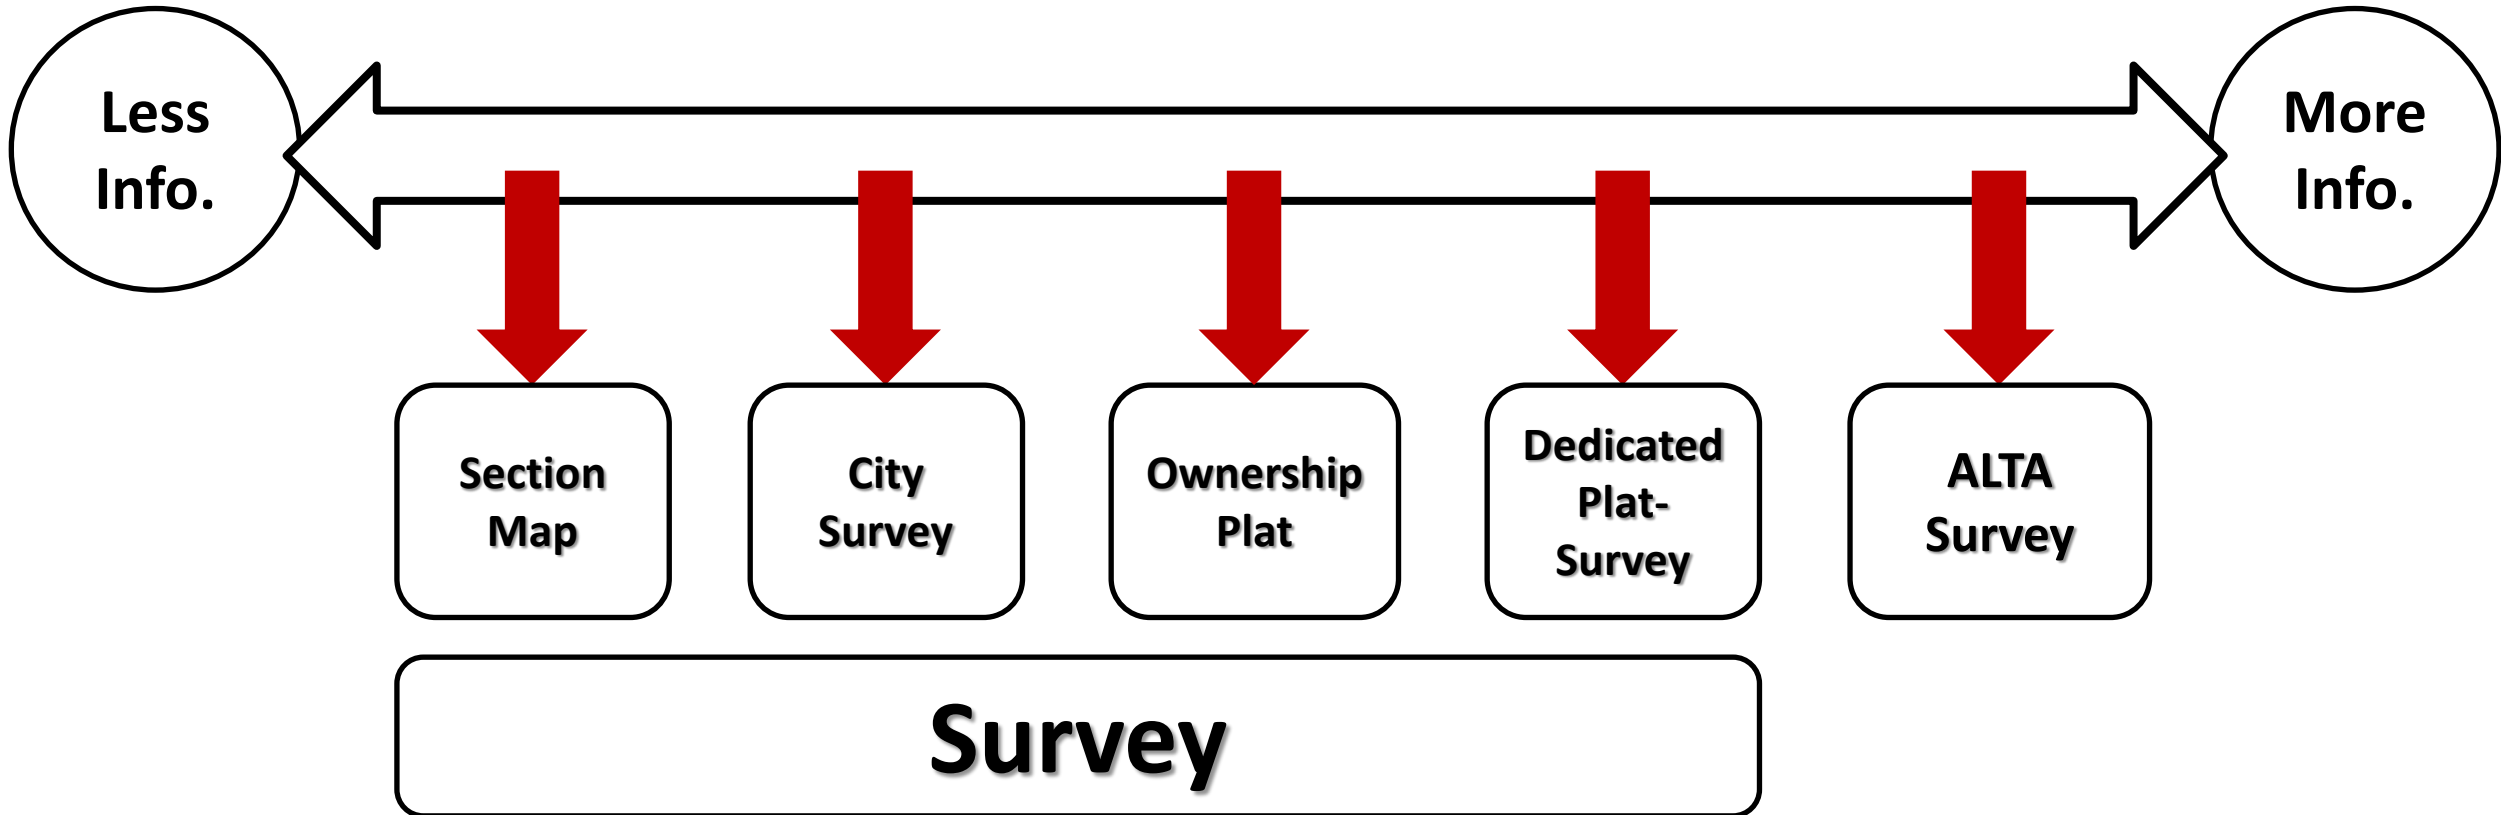 Less
Info.
More
Info.
Section
Map
City
Survey
Ownership
Plat
Dedicated
Plat-
Survey
ALTA
Survey
Survey